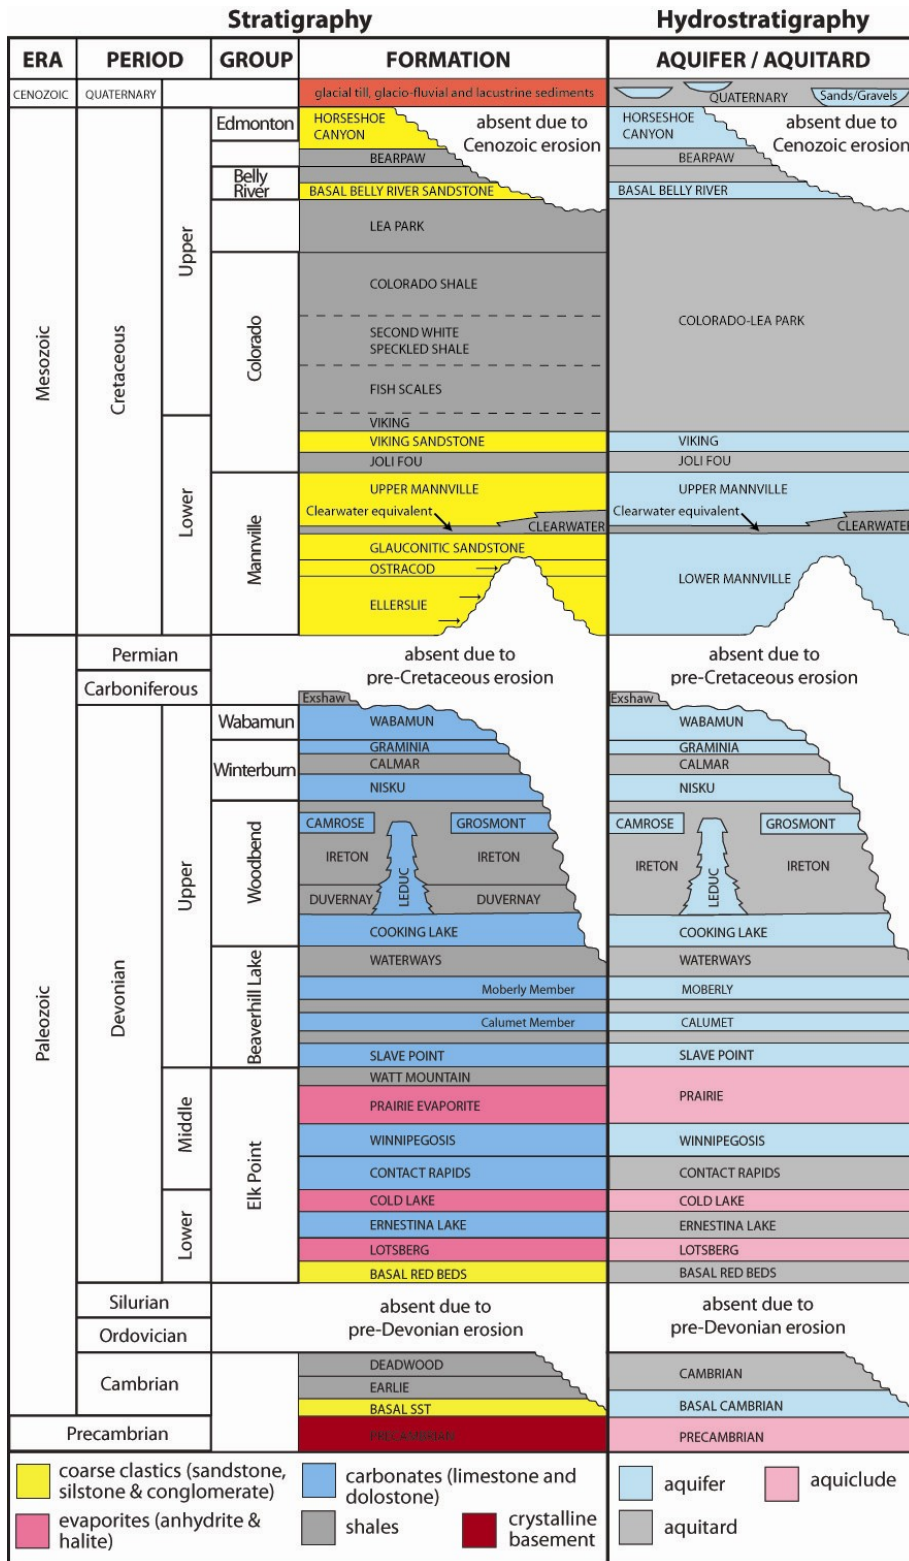 Stratigraphy
Hydrostratigraphy
ERA
PERIOD
GROUP
FORMATION
AQUIFER / AQUITARD
CENOZOIC
QUATERNARY
glacial till, glacio-fluvial and lacustrine sediments
QUATERNARY
Sands/Gravels
Mesozoic
Cretaceous
Upper
Lower
Edmonton
Belly
River
Colorado
Mannville
HORSESHOE
CANYON
absent due to
Cenozoic erosion
BEARPAW
BASAL BELLY RIVER SANDSTONE
LEA PARK
COLORADO SHALE
SECOND WHITE
SPECKLED SHALE
FISH SCALES
VIKING
VIKING SANDSTONE
JOLI FOU
UPPER MANNVILLE
Clearwater equivalent
CLEARWATER
GLAUCONITIC SANDSTONE
OSTRACOD
ELLERSLIE
HORSESHOE
CANYON
absent due to
Cenozoic erosion
BEARPAW
BASAL BELLY RIVER
COLORADO-LEA PARK
VIKING
JOLI FOU
UPPER MANNVILLE
Clearwater equivalent
CLEARWATER
LOWER MANNVILLE
Paleozoic
Permian
Carboniferous
absent due to
pre-Cretaceous erosion
Exshaw
absent due to
pre-Cretaceous erosion
Exshaw
Devonian
Upper
Middle
Lower
Wabamun
Winterburn
Woodbend
Beaverhill Lake
Elk Point
WABAMUN
GRAMINIA
CALMAR
NISKU
CAMROSE
GROSMONT
IRETON
LEDUC
IRETON
DUVERNAY
DUVERNAY
COOKING LAKE
WATERWAYS
Moberly Member
Calumet Member
SLAVE POINT
WATT MOUNTAIN
PRAIRIE EVAPORITE
WINNIPEGOSIS
CONTACT RAPIDS
COLD LAKE
ERNESTINA LAKE
LOTSBERG
BASAL RED BEDS
WABAMUN
GRAMINIA
CALMAR
NISKU
CAMROSE
GROSMONT
IRETON
LEDUC
IRETON
COOKING LAKE
WATERWAYS
MOBERLY
CALUMET
SLAVE POINT
PRAIRIE
WINNIPEGOSIS
CONTACT RAPIDS
COLD LAKE
ERNESTINA LAKE
LOTSBERG
BASAL RED BEDS
Silurian
Ordovician
absent due to
pre-Devonian erosion
absent due to
pre-Devonian erosion
Cambrian
DEADWOOD
EARLIE
BASAL SST
CAMBRIAN
BASAL CAMBRIAN
Precambrian
PRECAMBRIAN
PRECAMBRIAN
coarse clastics (sandstone,
silstone & conglomerate)
evaporites (anhydrite &
halite)
carbonates (limestone and
dolostone)
shales
crystalline
basement
aquifer
aquiclude
aquitard